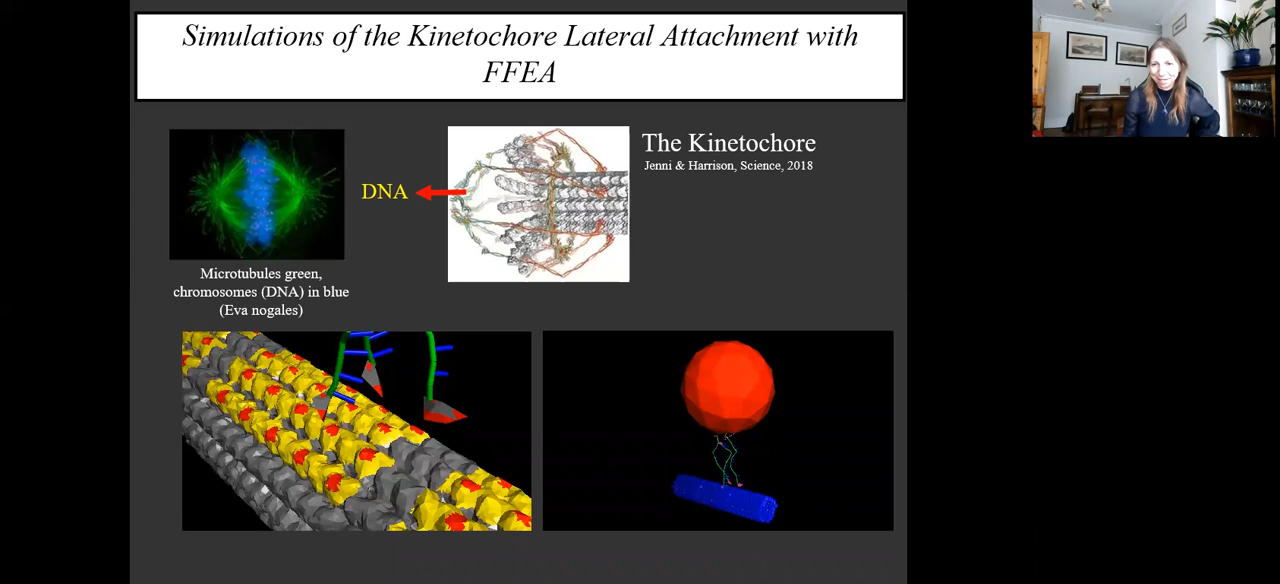 Simulations of the Kinetochore Lateral Attachment with
FFEA
The Kinetochore
Jenni & Harrison, Science, 2018
DNA
Microtubules green,
chromosomes (DNA) in blue
(Eva nogales)